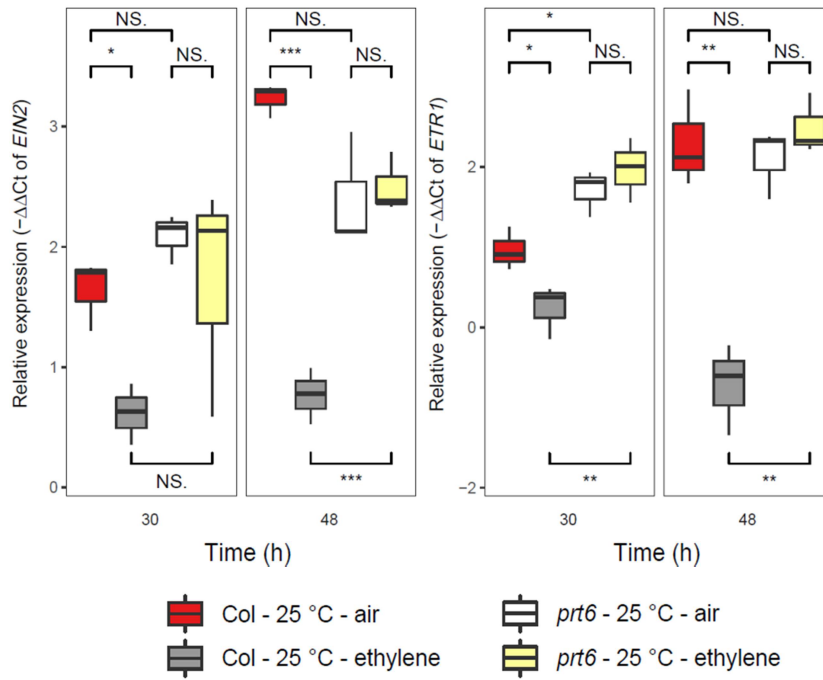 NS.
*
NS.
NS.
***
NS.
*
*
NS.
NS.
**
NS.
Relative expression (−ΔΔCt of EIN2)
3
2
1
0
NS.
***
Relative expression (−ΔΔCt of ETR1)
2
0
−2
**
**
30
48
30
48
Time (h)
Time (h)
Col - 25 °C - air
prt6 - 25 °C - air
Col - 25 °C - ethylene
prt6 - 25 °C - ethylene